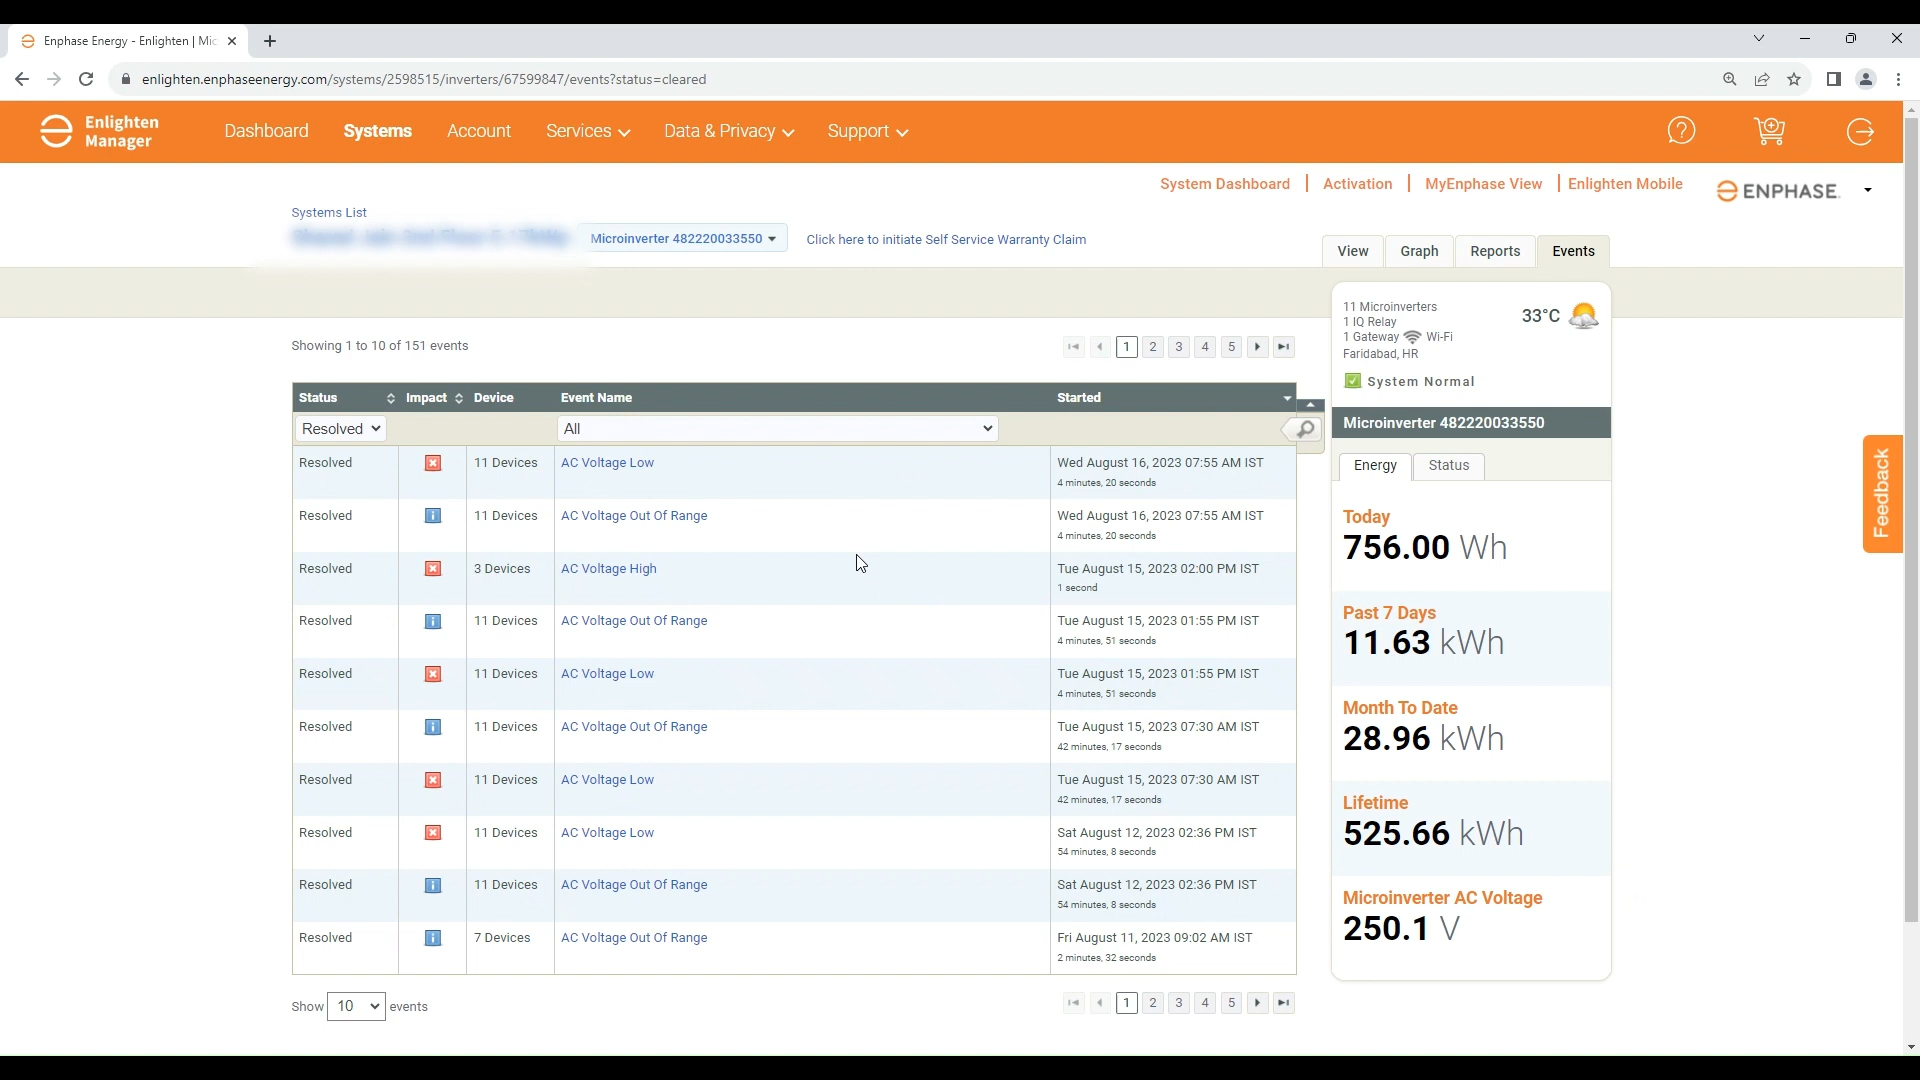 Enphase Energy - Enlighten | Mic
enlighten.enphaseenergy.com/systems/2598515/inverters/67599847/events?status=cleared
Enlighten Manager
Dashboard Systems Account Services Data & Privacy Support
System Dashboard | Activation | MyEnphase View | Enlighten Mobile
ENPHASE.
Systems List
Microinverter 482220033550 Click here to initiate Self Service Warranty Claim
View Graph Reports Events
Showing 1 to 10 of 151 events
1 2 3 4 5
Status Impact Device Event Name Started
Resolved All
Resolved 11 Devices AC Voltage Low Wed August 16, 2023 07:55 AM IST
4 minutes, 20 seconds
Resolved 11 Devices AC Voltage Out Of Range Wed August 16, 2023 07:55 AM IST
4 minutes, 20 seconds
Resolved 3 Devices AC Voltage High Tue August 15, 2023 02:00 PM IST
1 second
Resolved 11 Devices AC Voltage Out Of Range Tue August 15, 2023 01:55 PM IST
4 minutes, 51 seconds
Resolved 11 Devices AC Voltage Low Tue August 15, 2023 01:55 PM IST
4 minutes, 51 seconds
Resolved 11 Devices AC Voltage Out Of Range Tue August 15, 2023 07:30 AM IST
42 minutes, 17 seconds
Resolved 11 Devices AC Voltage Low Tue August 15, 2023 07:30 AM IST
42 minutes, 17 seconds
Resolved 11 Devices AC Voltage Low Sat August 12, 2023 02:36 PM IST
54 minutes, 8 seconds
Resolved 11 Devices AC Voltage Out Of Range Sat August 12, 2023 02:36 PM IST
54 minutes, 8 seconds
Resolved 7 Devices AC Voltage Out Of Range Fri August 11, 2023 09:02 AM IST
2 minutes, 32 seconds
Show 10 events
1 2 3 4 5
11 Microinverters
1 IQ Relay
1 Gateway Wi-Fi
Faridabad, HR
33°C
System Normal
Microinverter 482220033550
Energy Status
Today
756.00 Wh
Past 7 Days
11.63 kWh
Month To Date
28.96 kWh
Lifetime
525.66 kWh
Microinverter AC Voltage
250.1 V
Feedback